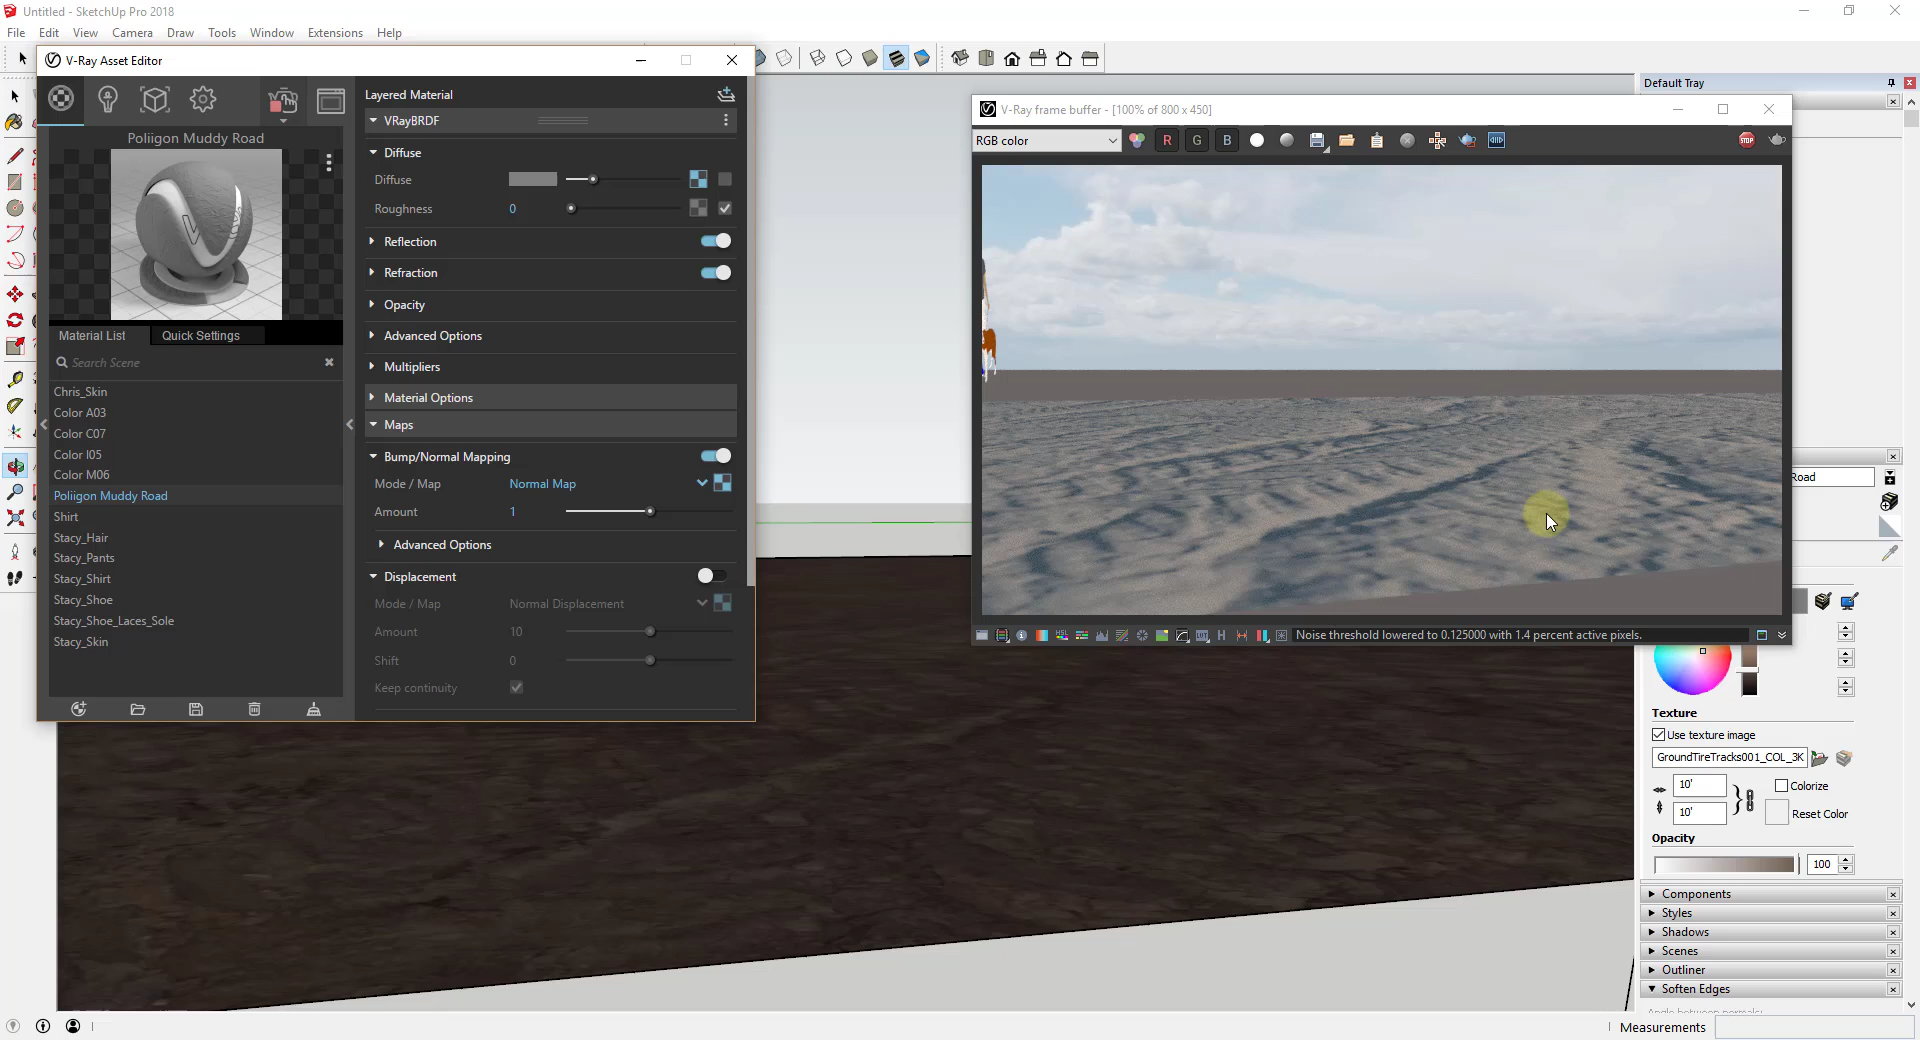 Untitled - SketchUp Pro 2018
File Edit View Camera Draw Tools Window Extensions Help
V-Ray Asset Editor
Poliigon Muddy Road
Material List Quick Settings
Search Scene
Chris_Skin
Color A03
Color C07
Color I05
Color M06
Poliigon Muddy Road
Shirt
Stacy_Hair
Stacy_Pants
Stacy_Shirt
Stacy_Shoe
Stacy_Shoe_Laces_Sole
Stacy_Skin
Layered Material
VRayBRDF
Diffuse
Diffuse
Roughness 0
Reflection
Refraction
Opacity
Advanced Options
Multipliers
Material Options
Maps
Bump/Normal Mapping
Mode / Map Normal Map
Amount 1
Advanced Options
Displacement
Mode / Map Normal Displacement
Amount 10
Shift 0
Keep continuity
V-Ray frame buffer - [100% of 800 x 450]
RGB color R G B STOP
HSL LUT H Noise threshold lowered to 0.125000 with 1.4 percent active pixels.
Default Tray
Road
Texture
Use texture image
GroundTireTracks001_COL_3K
10' Colorize
10' Reset Color
Opacity
100
Components
Styles
Shadows
Scenes
Outliner
Soften Edges
Angle between normals:
Measurements